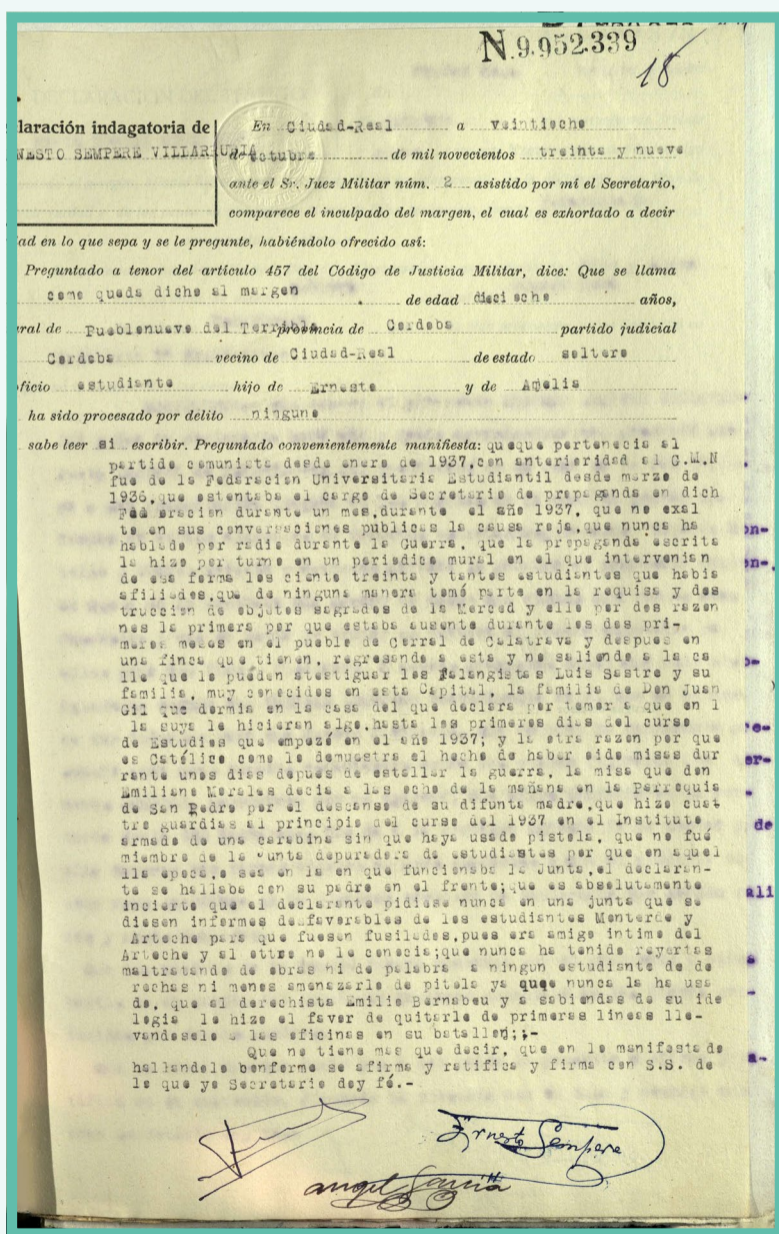 N.9.952.339
18
laración indagatoria de
NESTO SEMPERE VILLARRUBIA
En Ciudad-Real a veintiocho
de octubre de mil novecientos treinta y nueve
ante el Sr. Juez Militar núm. 2 asistido por mí el Secretario,
comparece el inculpado del margen, el cual es exhortado a decir
ad en lo que sepa y se le pregunte, habiéndolo ofrecido así:
Preguntado a tenor del artículo 457 del Código de Justicia Militar, dice: Que se llama
como queda dicho al margen de edad dieciocho años,
ral de Pueblonuevo del Terrible provincia de Cordoba partido judicial
Cordoba vecino de Ciudad-Real de estado soltero
oficio estudiante hijo de Ernesto y de Amelia
ha sido procesado por delito ninguno
sabe leer si escribir. Preguntado convenientemente manifiesta: queque pertenecia al
partido comunista desde enero de 1937,con anterioridad al G.M.N
fue de la Federacion Universitaria Estudiantil desde marzo de
1936,que ostentaba el cargo de Secretario de propaganda en dich
Fed eracion durante un mes,durante el año 1937, que no exal
to en sus conversaciones publicas la causa roja,que nunca ha
hablado por radio durante la Guerra, que la propaganda escrita
la hizo por turno en un periodico mural en el que intervenian
de esa forma los ciento treinta y tantos estudiantes que habia
afiliados,que de ninguna manera tomó parte en la requisa y des
truccion de objetos sagrados de la Merced y ello por dos razon
nes la primera por que estaba ausente durante los dos pri-
meros meses en el pueblo de Corral de Calatrava y despues en
una finca que tienen, regresando a esta y no saliendo a la ca
lle que lo pueden atestiguar los falangistas Luis Sastre y su
familia, muy conocidos en esta Capital, la familia de Don Juan
Gil que dormia en la casa del que declara por temor a que en l
la suya le hicieran algo,hasta los primeros dias del curso
de Estudios que empezó en el año 1937; y la otra razon por que
es Católico como lo demuestra el hecho de haber oido misas dur
rante unos dias depues de estallar la guerra, la misa que don
Emiliano Morales decia a las ocho de la mañana en la Parroquia
de San Pedro por el descanso de su difunta madre,que hizo cuat
tro guardias al principio del curso del 1937 en el Instituto
armado de una carabina sin que haya usado pistola, que no fué
miembro de la Junta depuradora de estudiantes por que en aquel
lla epoca,o sea en la en que funcionaba la Junta,el declaran-
te se hallaba con su padre en el frente;que es absolutamente
incierto que el declarante pidiese nunca en una junta que se
diesen informes desfavorables de los estudiantes Monterde y
Arteche para que fuesen fusilados,pues era amigo intimo del
Arteche y al ottro no lo conocia;que nunca ha tenido reyertas
maltratando de obras ni de palabra a ningun estudiante de de
rechas ni menos amenazarle de pitola ya quqe nunca la ha usa
do, que al derechista Emilio Bernabeu y a sabiendas de su ide
logia le hizo el favor de quitarle de primeras lineas lle-
vandoselo a las oficinas en su batallon;;-
Que no tiene mas que decir, que en lo manifestado
hallandolo bonforme se afirma y ratifica y firma con S.S. de
lo que yo Secretario doy fé.-
Ernesto Sempere
angel García